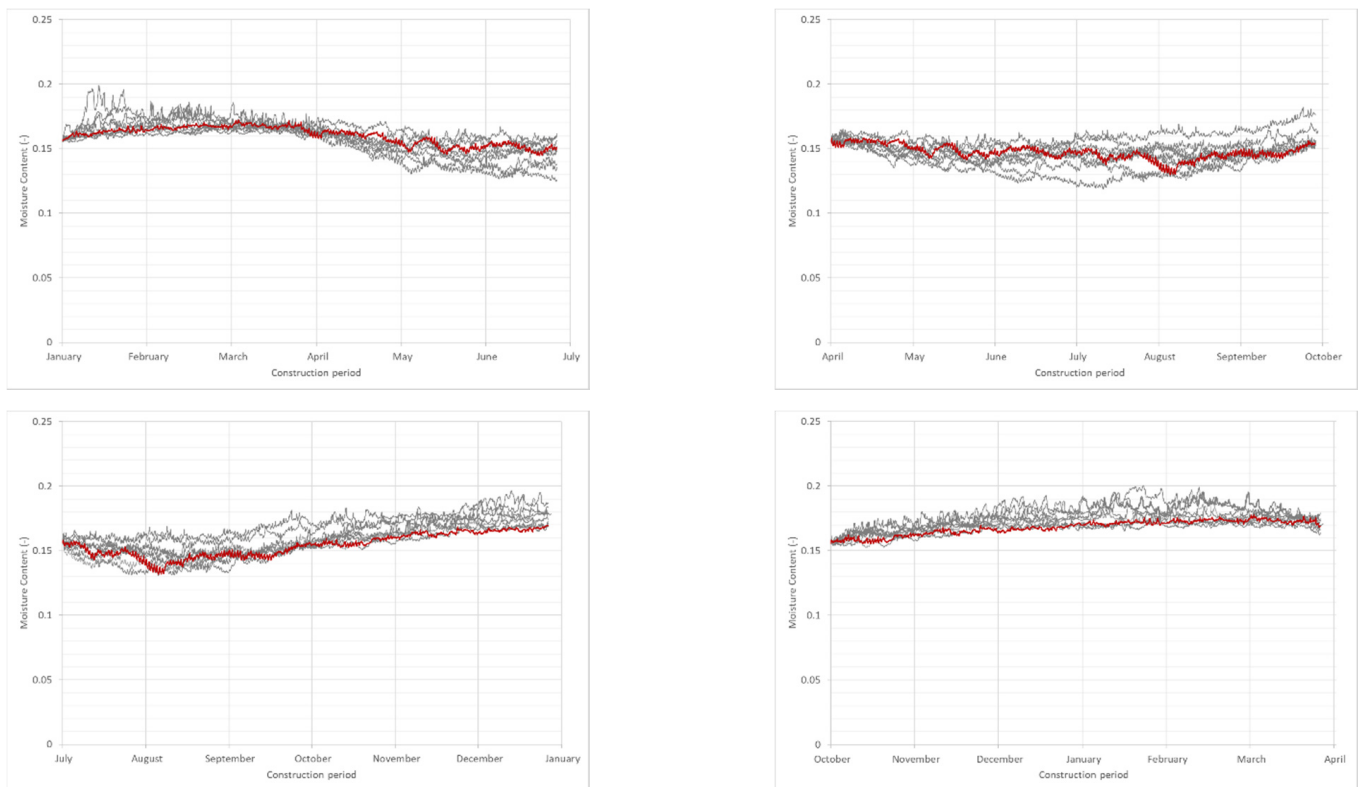 0.25
0.2
0.15
0.1
0.05
0
Moisture Content (-)
January February March April May June July
Construction period
0.25
0.2
0.15
0.1
0.05
0
Moisture Content (-)
April May June July August September October
Construction period
0.25
0.2
0.15
0.1
0.05
0
Moisture Content (-)
July August September October November December January
Construction period
0.25
0.2
0.15
0.1
0.05
0
Moisture Content (-)
October November December January February March April
Construction period